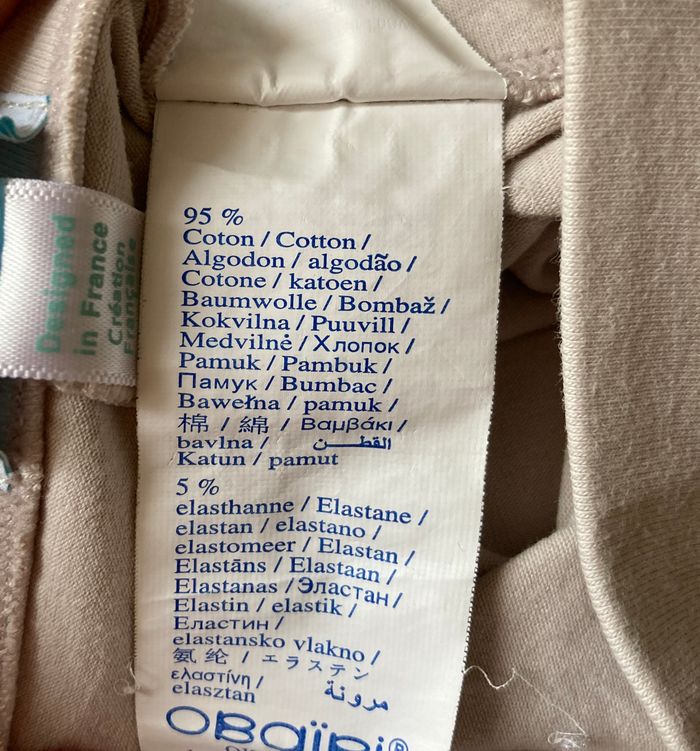 95 %
Coton / Cotton /
Algodon / algodão /
Cotone / katoen /
Baumwolle / Bombaž /
Kokvilna / Puuvill /
Medvilnė / Хлопок /
Pamuk / Pambuk /
Памук / Bumbac /
Bawełna / pamuk /
棉 / 綿 / Βαμβάκι /
bavlna / القطن
Katun / pamut
5 %
elasthanne / Elastane /
elastan / elastano /
elastomeer / Elastan /
Elastāns / Elastaan /
Elastanas / Эластан /
Elastin / elastik /
Еластин /
elastansko vlakno /
氨纶 / エラステン
ελαστίνη / مرونة
elasztan
OBaïBi®
Designed
in France
Création
Française